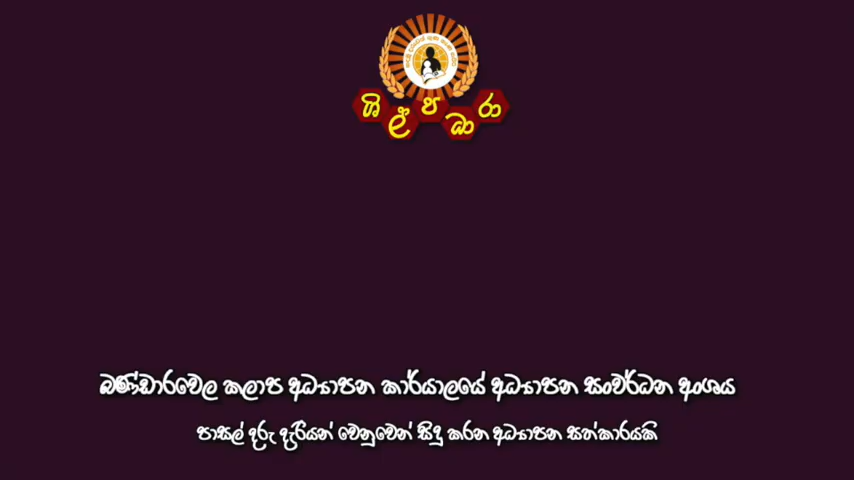 ශිල්පධාරා
බණ්ඩාරවෙල කලාප අධ්‍යාපන කාර්යාලයේ අධ්‍යාපන සංවර්ධන අංශය
පාසල් දරු දැරියන් වෙනුවෙන් සිදු කරන අධ්‍යාපන සත්කාරයකි